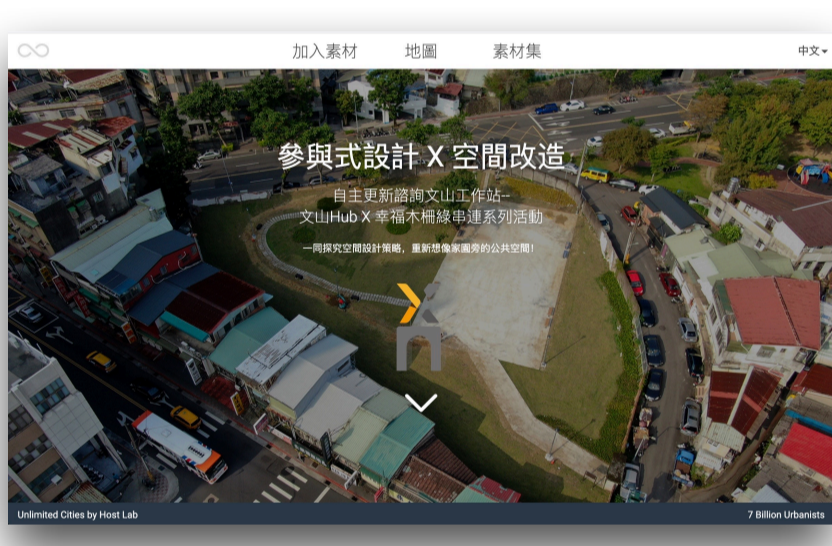 加入素材
地圖
素材集
中文
參與式設計 X 空間改造
自主更新諮詢文山工作站--
文山Hub X 幸福木柵綠串連系列活動
一同探究空間設計策略，重新想像家園旁的公共空間！
Unlimited Cities by Host Lab
7 Billion Urbanists